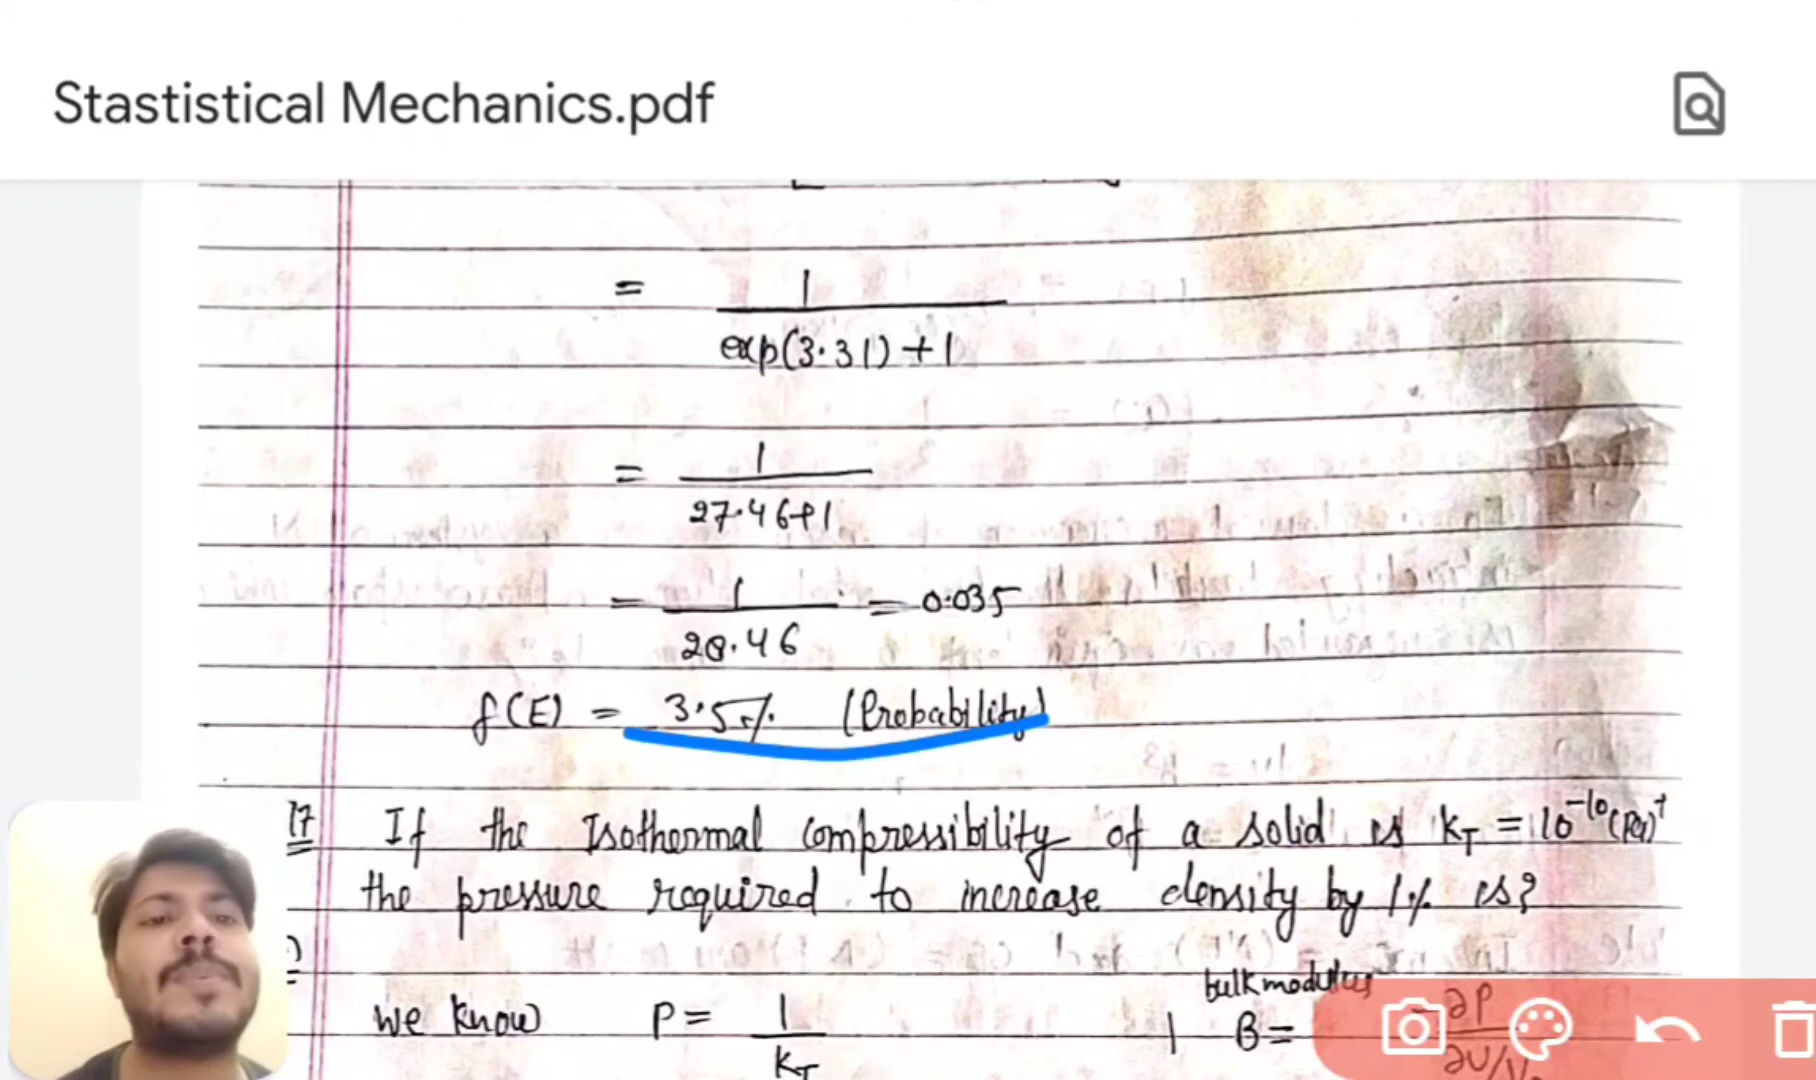 Stastistical Mechanics.pdf
= 1
exp(3.31)+1
= 1
27.46+1
= 1 = 0.035
28.46
f(E) = 3.5% (Probability)
17 If the Isothermal compressibility of a solid is kT = 10^-10 (Pa)^-1
the pressure required to increase density by 1% is?
bulk modulus
we know P = 1 | B = ∂P
KT ∂V/V